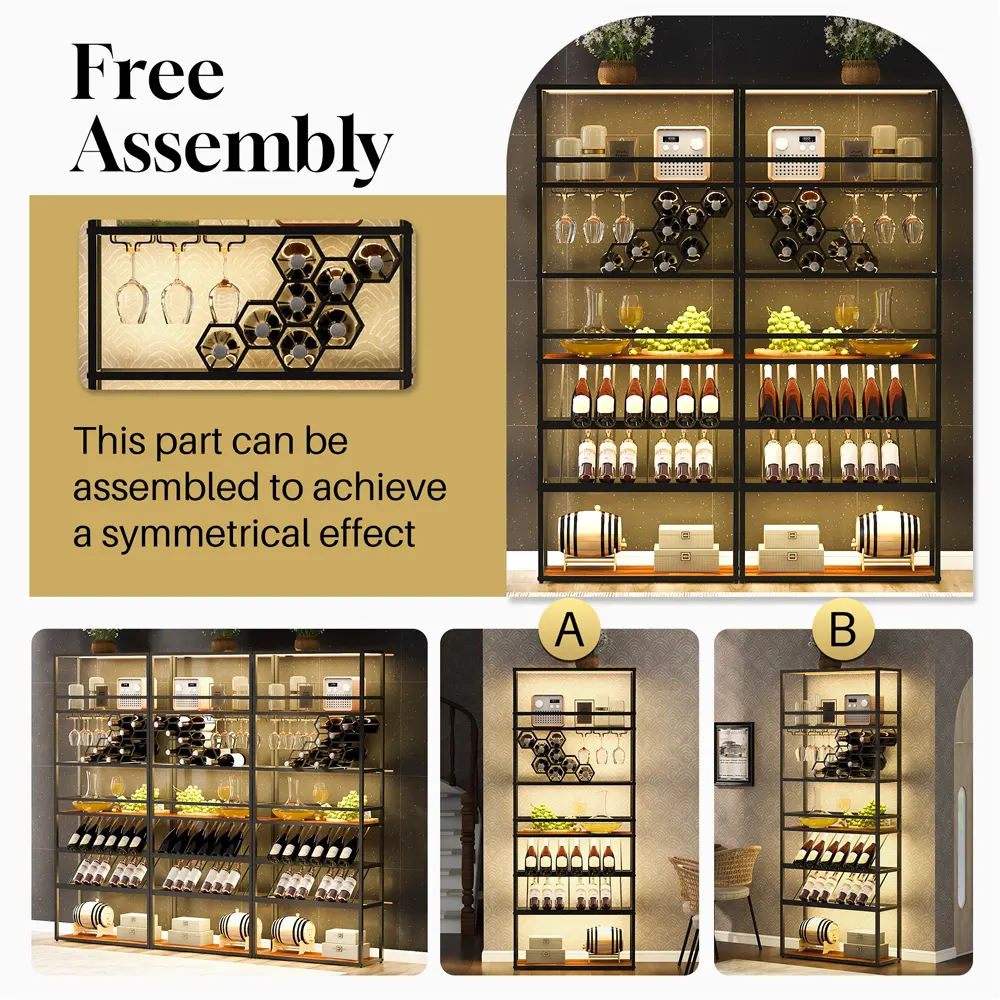 Free
Assembly
This part can be
assembled to achieve
a symmetrical effect
A
B